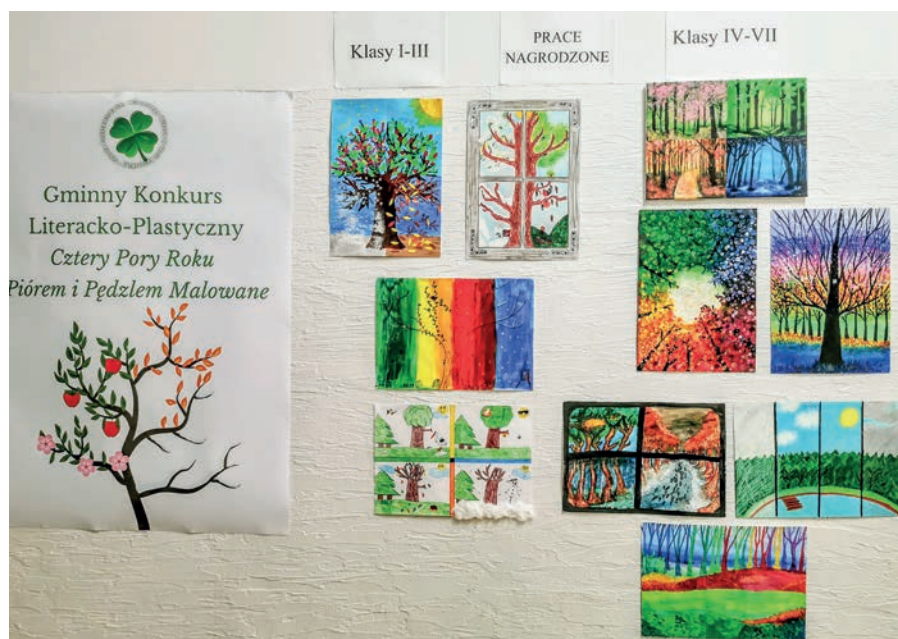 Klasy I-III
PRACE
NAGRODZONE
Klasy IV-VII
Gminny Konkurs
Literacko-Plastyczny
Cztery Pory Roku
Piórem i Pędzlem Malowane